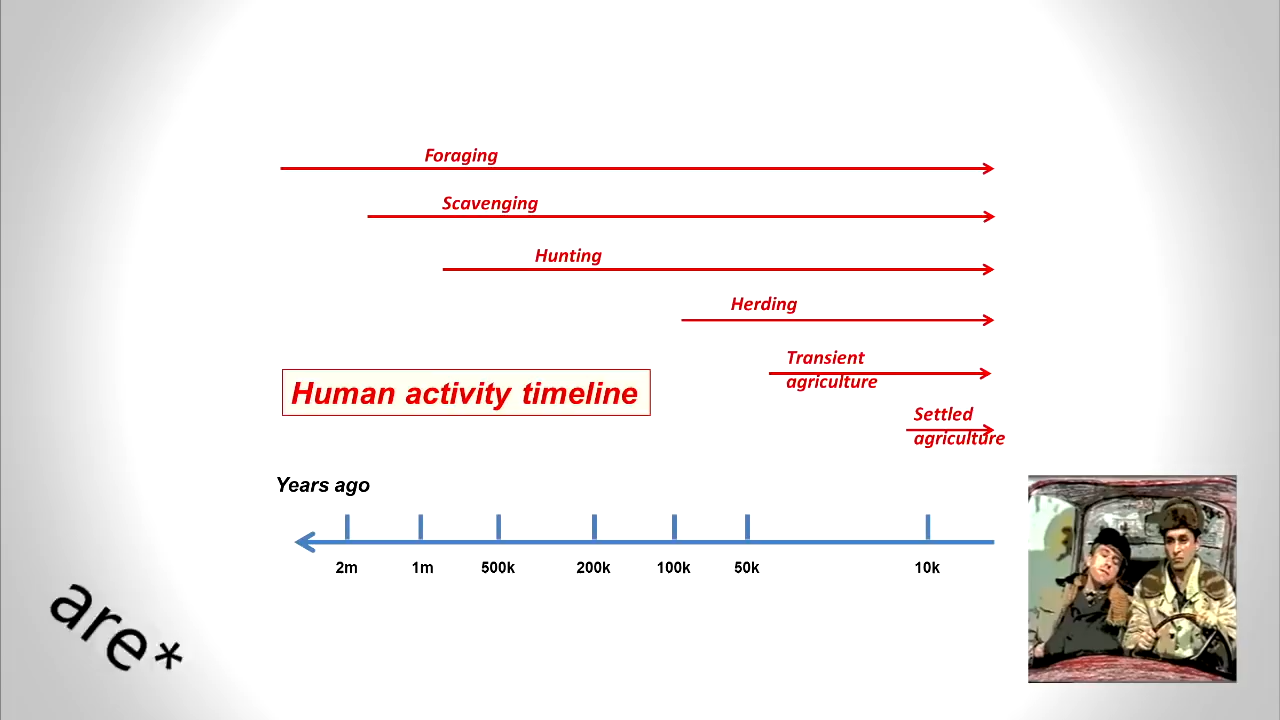 Foraging
Scavenging
Hunting
Herding
Transient
agriculture
Human activity timeline
Settled
agriculture
Years ago
2m 1m 500k 200k 100k 50k 10k
are*